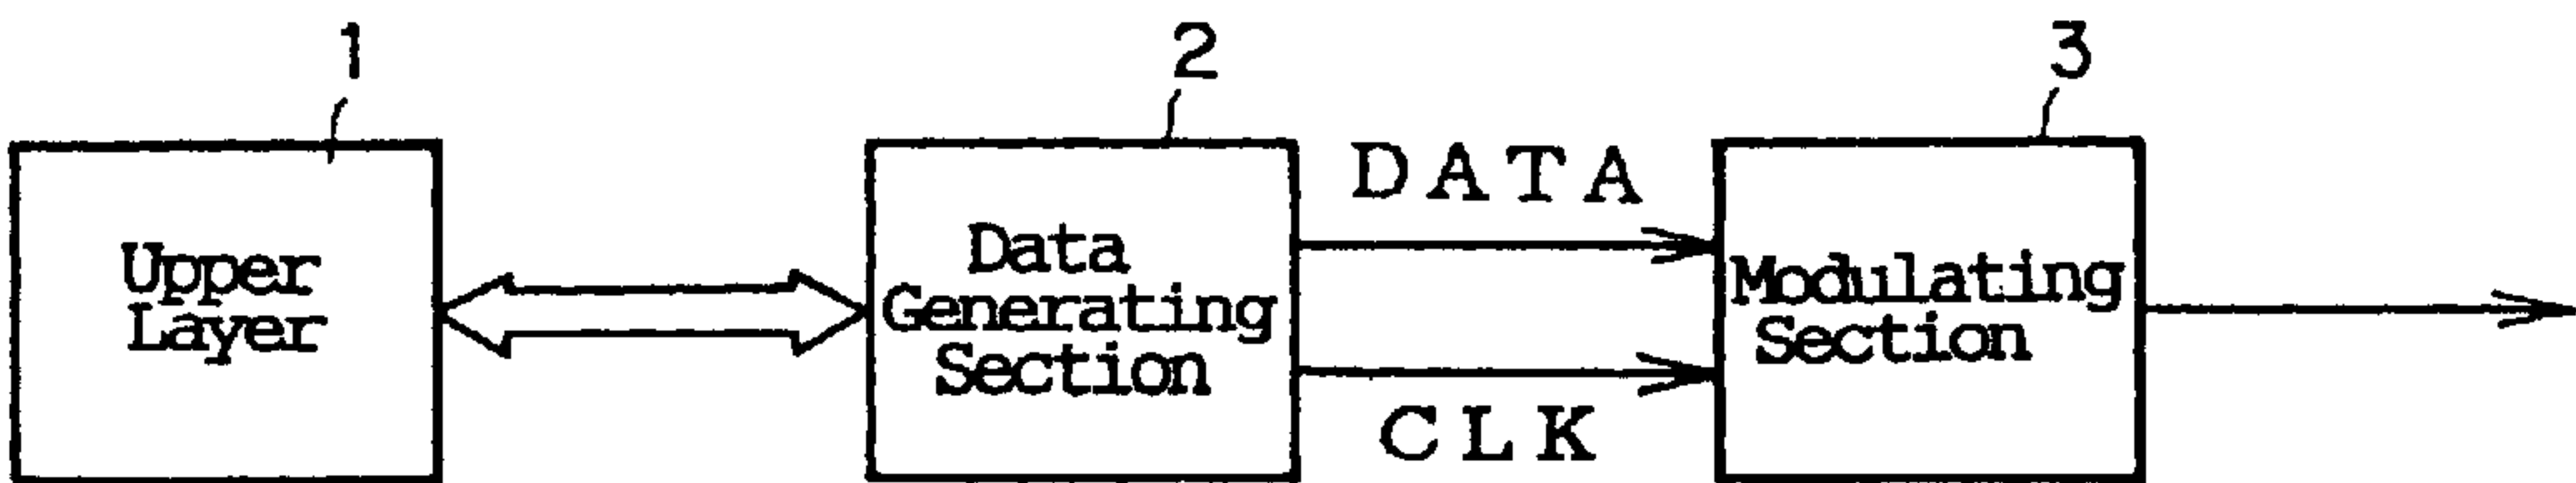 1
2
3
Upper
Layer
Data
Generating
Section
DATA
CLK
Modulating
Section